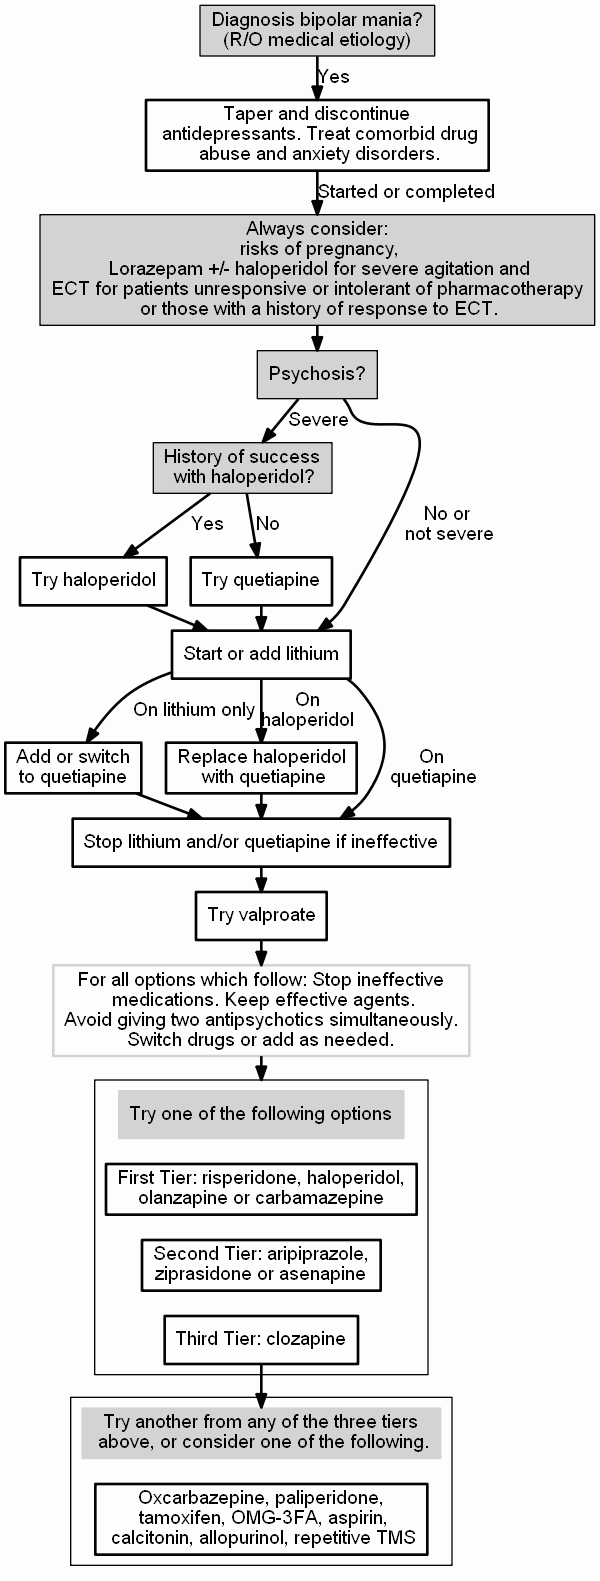 Diagnosis bipolar mania?
(R/O medical etiology)
Yes
Taper and discontinue
antidepressants. Treat comorbid drug
abuse and anxiety disorders.
Started or completed
Always consider:
risks of pregnancy,
Lorazepam +/- haloperidol for severe agitation and
ECT for patients unresponsive or intolerant of pharmacotherapy
or those with a history of response to ECT.
Psychosis?
Severe
History of success
with haloperidol?
No or
not severe
Yes
No
Try haloperidol
Try quetiapine
Start or add lithium
On lithium only
On
haloperidol
On
quetiapine
Add or switch
to quetiapine
Replace haloperidol
with quetiapine
Stop lithium and/or quetiapine if ineffective
Try valproate
For all options which follow: Stop ineffective
medications. Keep effective agents.
Avoid giving two antipsychotics simultaneously.
Switch drugs or add as needed.
Try one of the following options
First Tier: risperidone, haloperidol,
olanzapine or carbamazepine
Second Tier: aripiprazole,
ziprasidone or asenapine
Third Tier: clozapine
Try another from any of the three tiers
above, or consider one of the following.
Oxcarbazepine, paliperidone,
tamoxifen, OMG-3FA, aspirin,
calcitonin, allopurinol, repetitive TMS